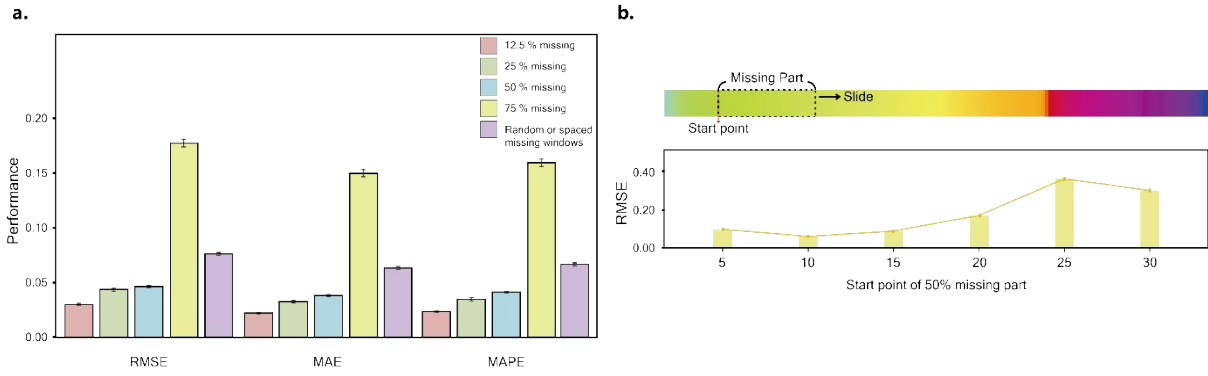 a.
Performance
0.20
0.15
0.10
0.05
0.00
12.5 % missing
25 % missing
50 % missing
75 % missing
Random or spaced
missing windows
RMSE
MAE
MAPE
b.
Missing Part
Slide
Start point
RMSE
0.40
0.20
0.00
5
10
15
20
25
30
Start point of 50% missing part